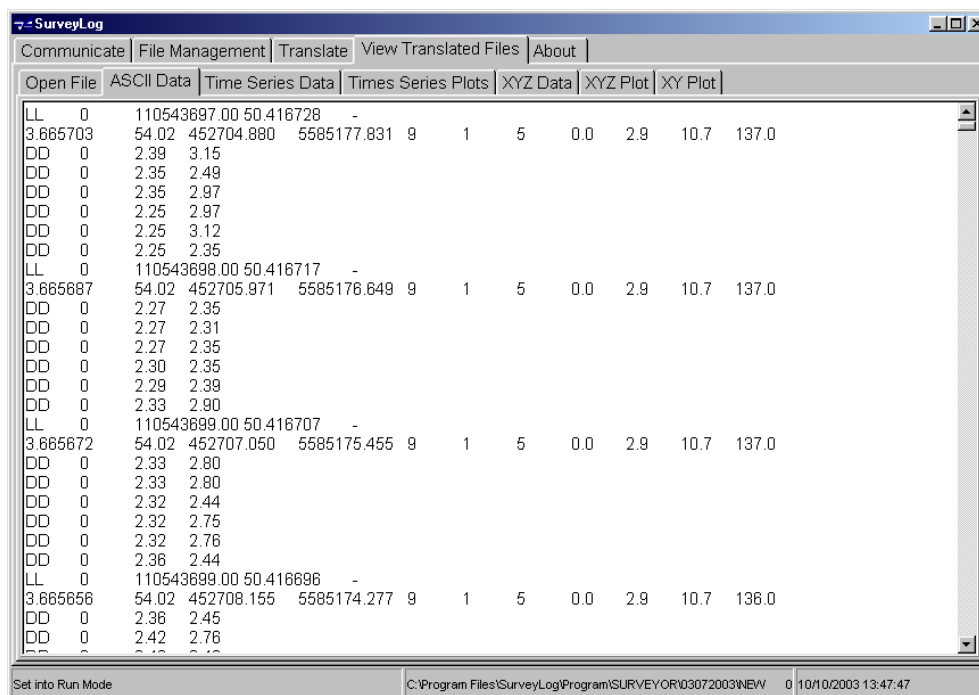 SurveyLog
Communicate File Management Translate View Translated Files About
Open File ASCII Data Time Series Data Times Series Plots XYZ Data XYZ Plot XY Plot
LL 0 110543697.00 50.416728 -
3.665703 54.02 452704.880 5585177.831 9 1 5 0.0 2.9 10.7 137.0
DD 0 2.39 3.15
DD 0 2.35 2.49
DD 0 2.35 2.97
DD 0 2.25 2.97
DD 0 2.25 3.12
DD 0 2.25 2.35
LL 0 110543698.00 50.416717 -
3.665687 54.02 452705.971 5585176.649 9 1 5 0.0 2.9 10.7 137.0
DD 0 2.27 2.35
DD 0 2.27 2.31
DD 0 2.27 2.35
DD 0 2.30 2.35
DD 0 2.29 2.39
DD 0 2.33 2.90
LL 0 110543699.00 50.416707 -
3.665672 54.02 452707.050 5585175.455 9 1 5 0.0 2.9 10.7 137.0
DD 0 2.33 2.80
DD 0 2.33 2.80
DD 0 2.32 2.44
DD 0 2.32 2.75
DD 0 2.32 2.76
DD 0 2.36 2.44
LL 0 110543699.00 50.416696 -
3.665656 54.02 452708.155 5585174.277 9 1 5 0.0 2.9 10.7 136.0
DD 0 2.36 2.45
DD 0 2.42 2.76
Set into Run Mode C:\Program Files\SurveyLog\Program\SURVEYOR\03072003\NEW 0 10/10/2003 13:47:47